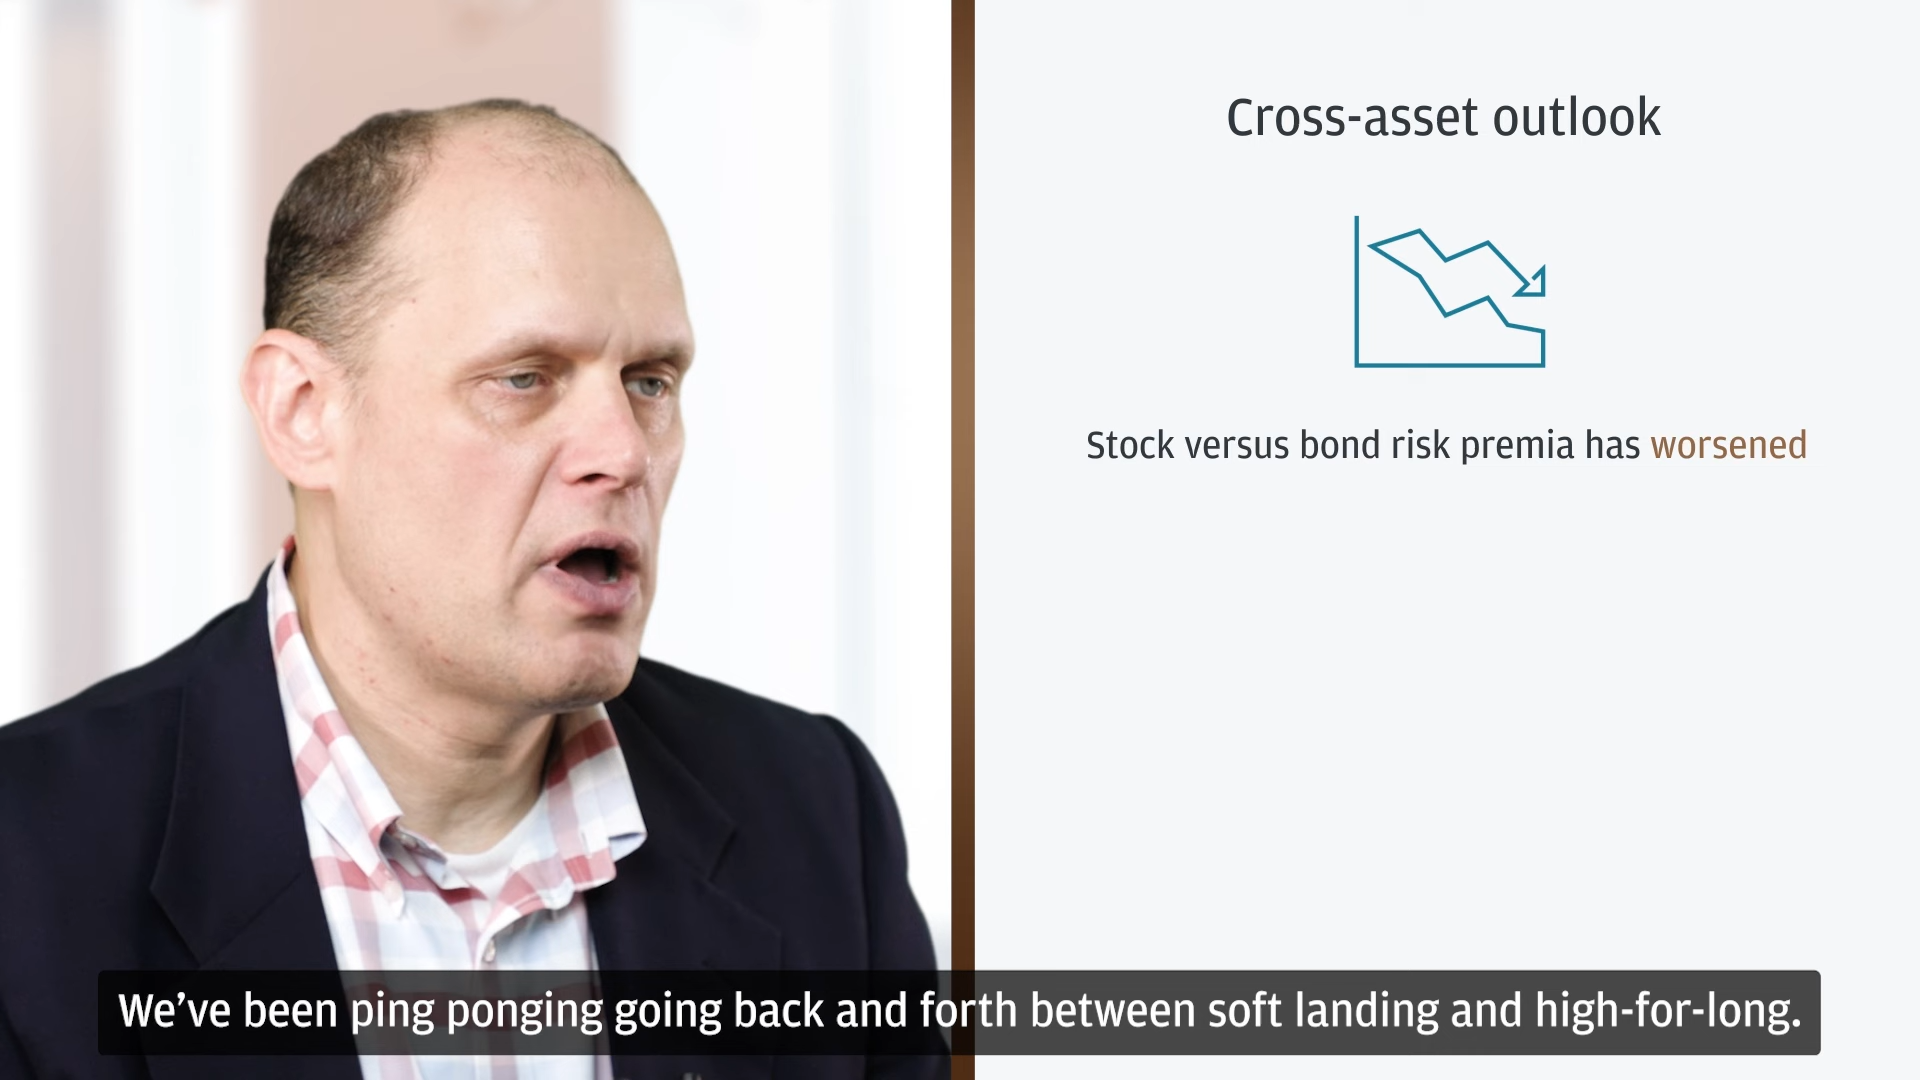 Cross-asset outlook
Stock versus bond risk premia has worsened
We’ve been ping ponging going back and forth between soft landing and high-for-long.